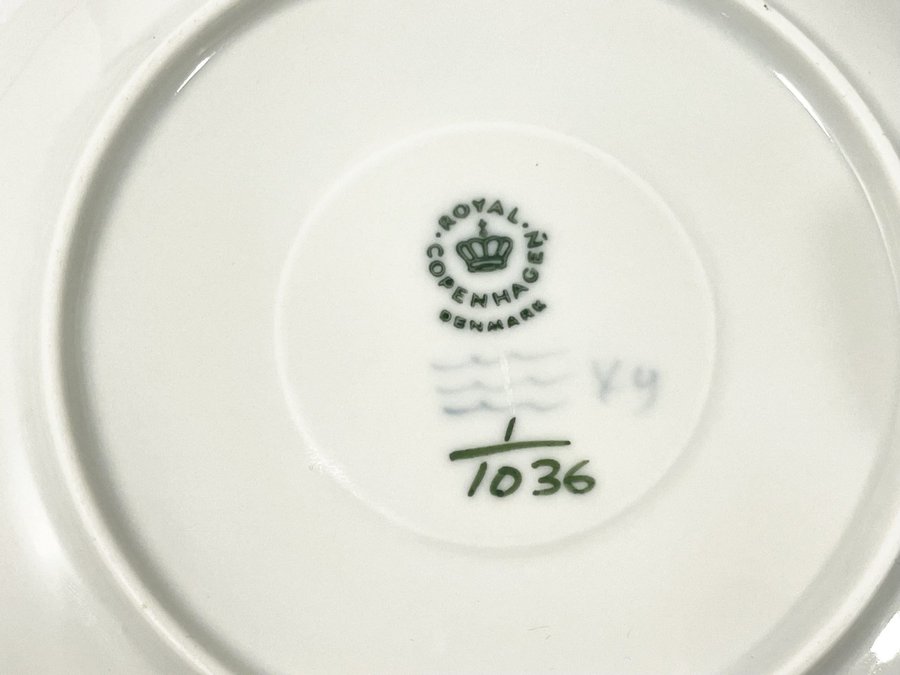 ROYAL COPENHAGEN
DENMARK
1
1036